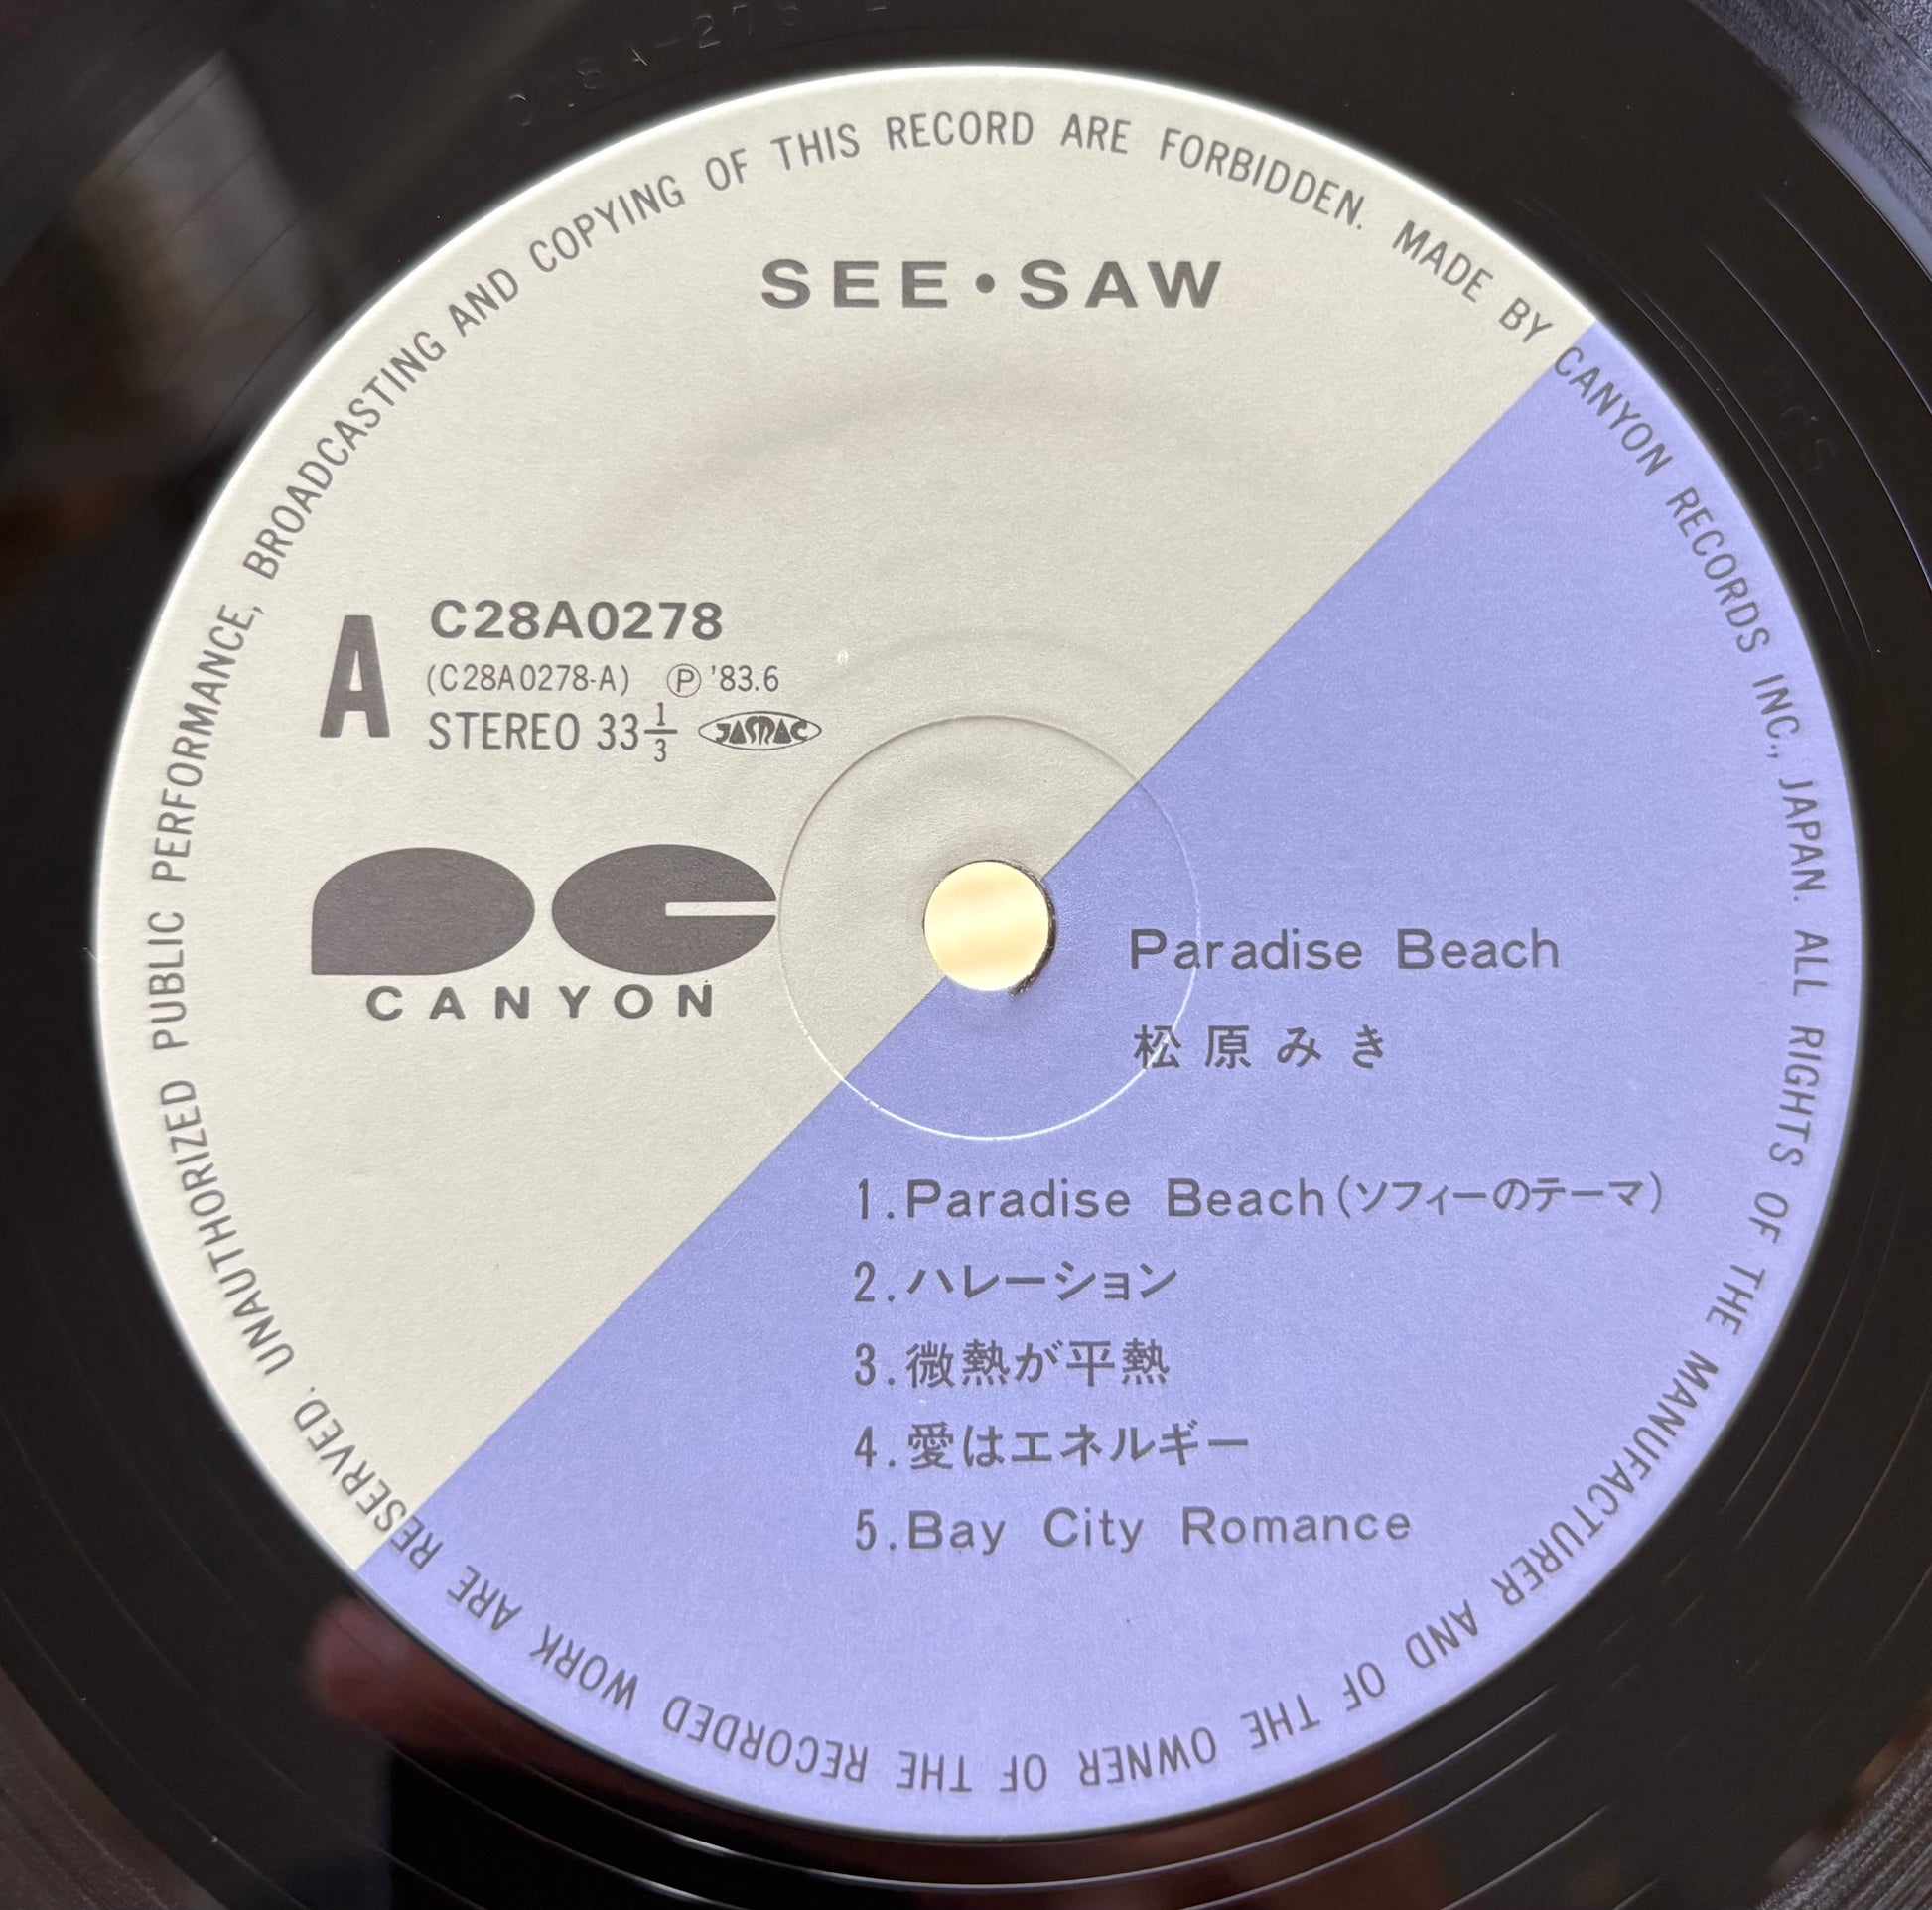 UNAUTHORIZED PUBLIC PERFORMANCE, BROADCASTING AND COPYING OF THIS RECORD ARE FORBIDDEN. MADE BY CANYON RECORDS INC., JAPAN. ALL RIGHTS OF THE MANUFACTURER AND OF THE OWNER OF THE RECORDED WORK ARE RESERVED.
SEE・SAW
A
C28A0278
(C28A0278-A) Ⓟ '83.6
STEREO 33 1/3 JASRAC
CANYON
Paradise Beach
松原みき
1.Paradise Beach(ソフィーのテーマ)
2.ハレーション
3.微熱が平熱
4.愛はエネルギー
5.Bay City Romance